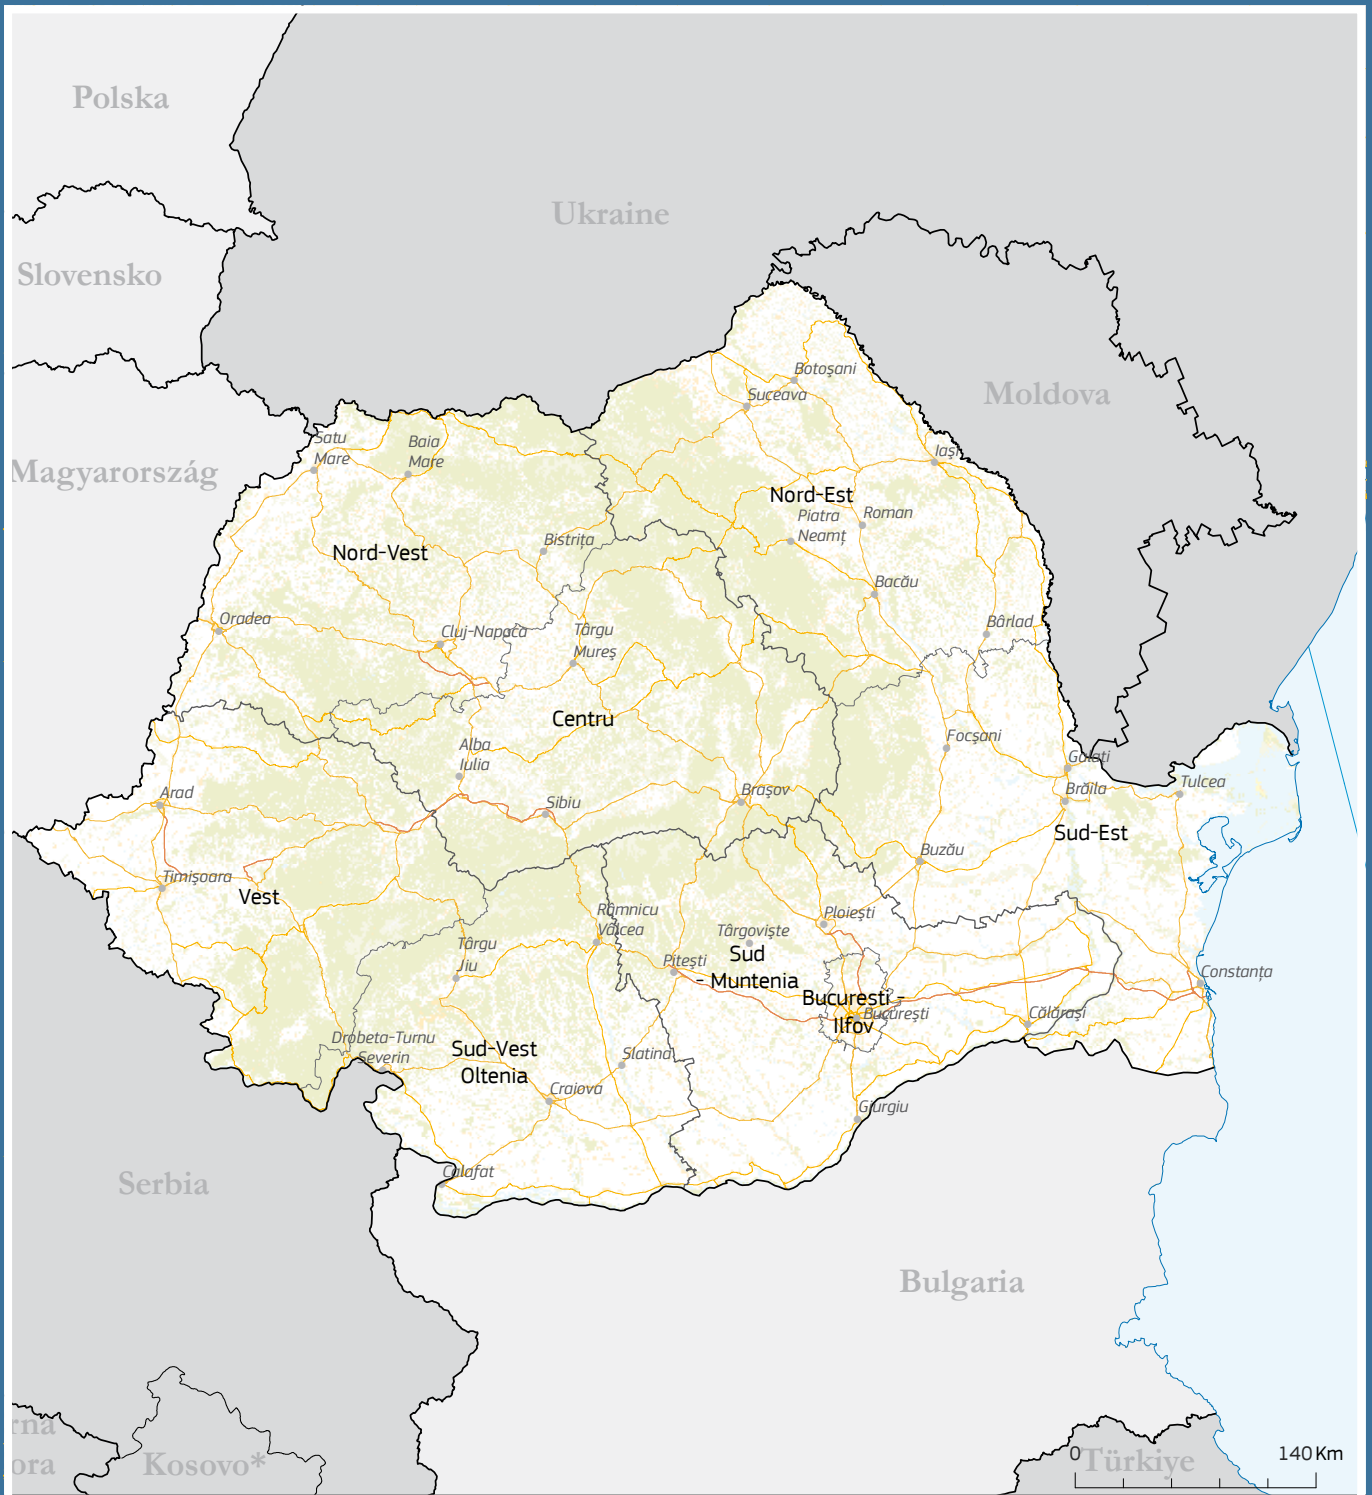 Polska
Ukraine
Slovensko
Botoșani
Suceava
Moldova
Satu
Mare
Baia
Mare
Iași
Magyarország
Nord-Est
Piatra
Neamț
Roman
Nord-Vest
Bistrița
Bacău
Oradea
Cluj-Napoca
Târgu
Mureș
Bârlad
Centru
Focșani
Alba
Iulia
Galați
Tulcea
Arad
Sibiu
Brașov
Brăila
Sud-Est
Buzău
Timișoara
Vest
Râmnicu
Vâlcea
Ploiești
Târgoviște
Târgu
Jiu
Sud
- Muntenia
Pitești
Constanța
Bucuresti -
Ilfov
București
Călărași
Drobeta-Turnu
Severin
Sud-Vest
Oltenia
Slatina
Craiova
Giurgiu
Calafat
Serbia
Bulgaria
rna
ora
Kosovo*
Türkiye
0 140 Km